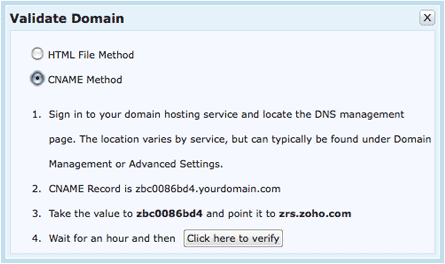 Validate Domain X
HTML File Method
CNAME Method
1. Sign in to your domain hosting service and locate the DNS management
page. The location varies by service, but can typically be found under Domain
Management or Advanced Settings.
2. CNAME Record is zbc0086bd4.yourdomain.com
3. Take the value to zbc0086bd4 and point it to zrs.zoho.com
4. Wait for an hour and then Click here to verify